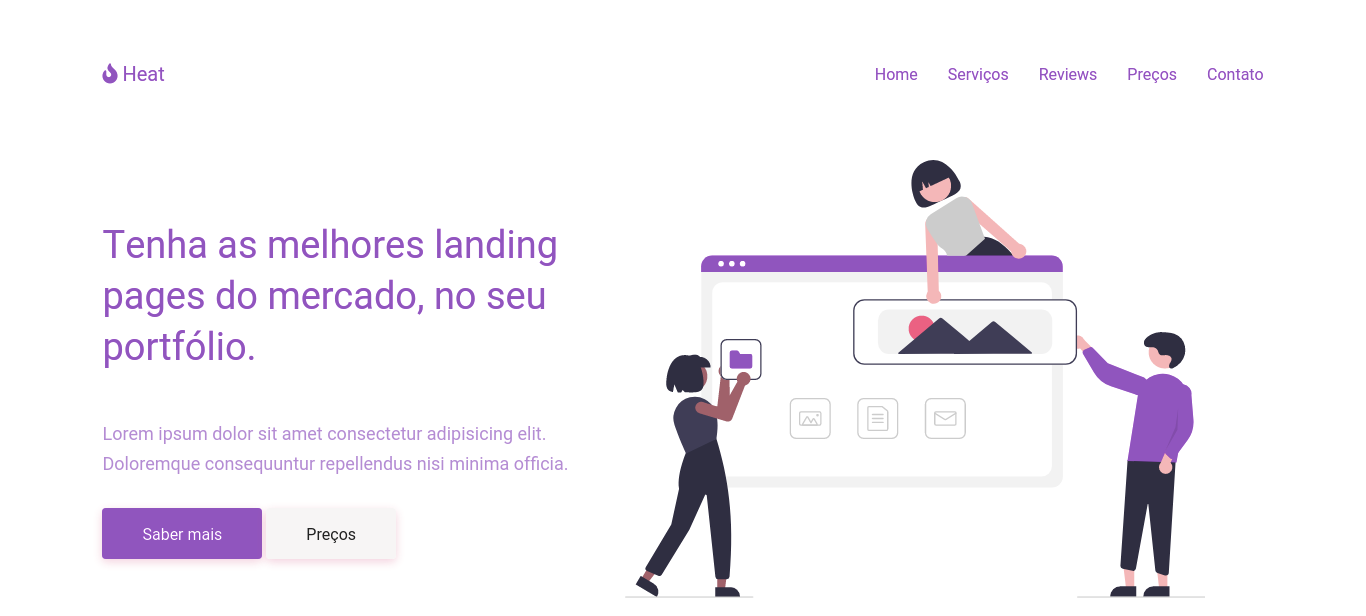 Heat
Home Serviços Reviews Preços Contato
Tenha as melhores landing
pages do mercado, no seu
portfólio.
Lorem ipsum dolor sit amet consectetur adipisicing elit.
Doloremque consequuntur repellendus nisi minima officia.
Saber mais Preços